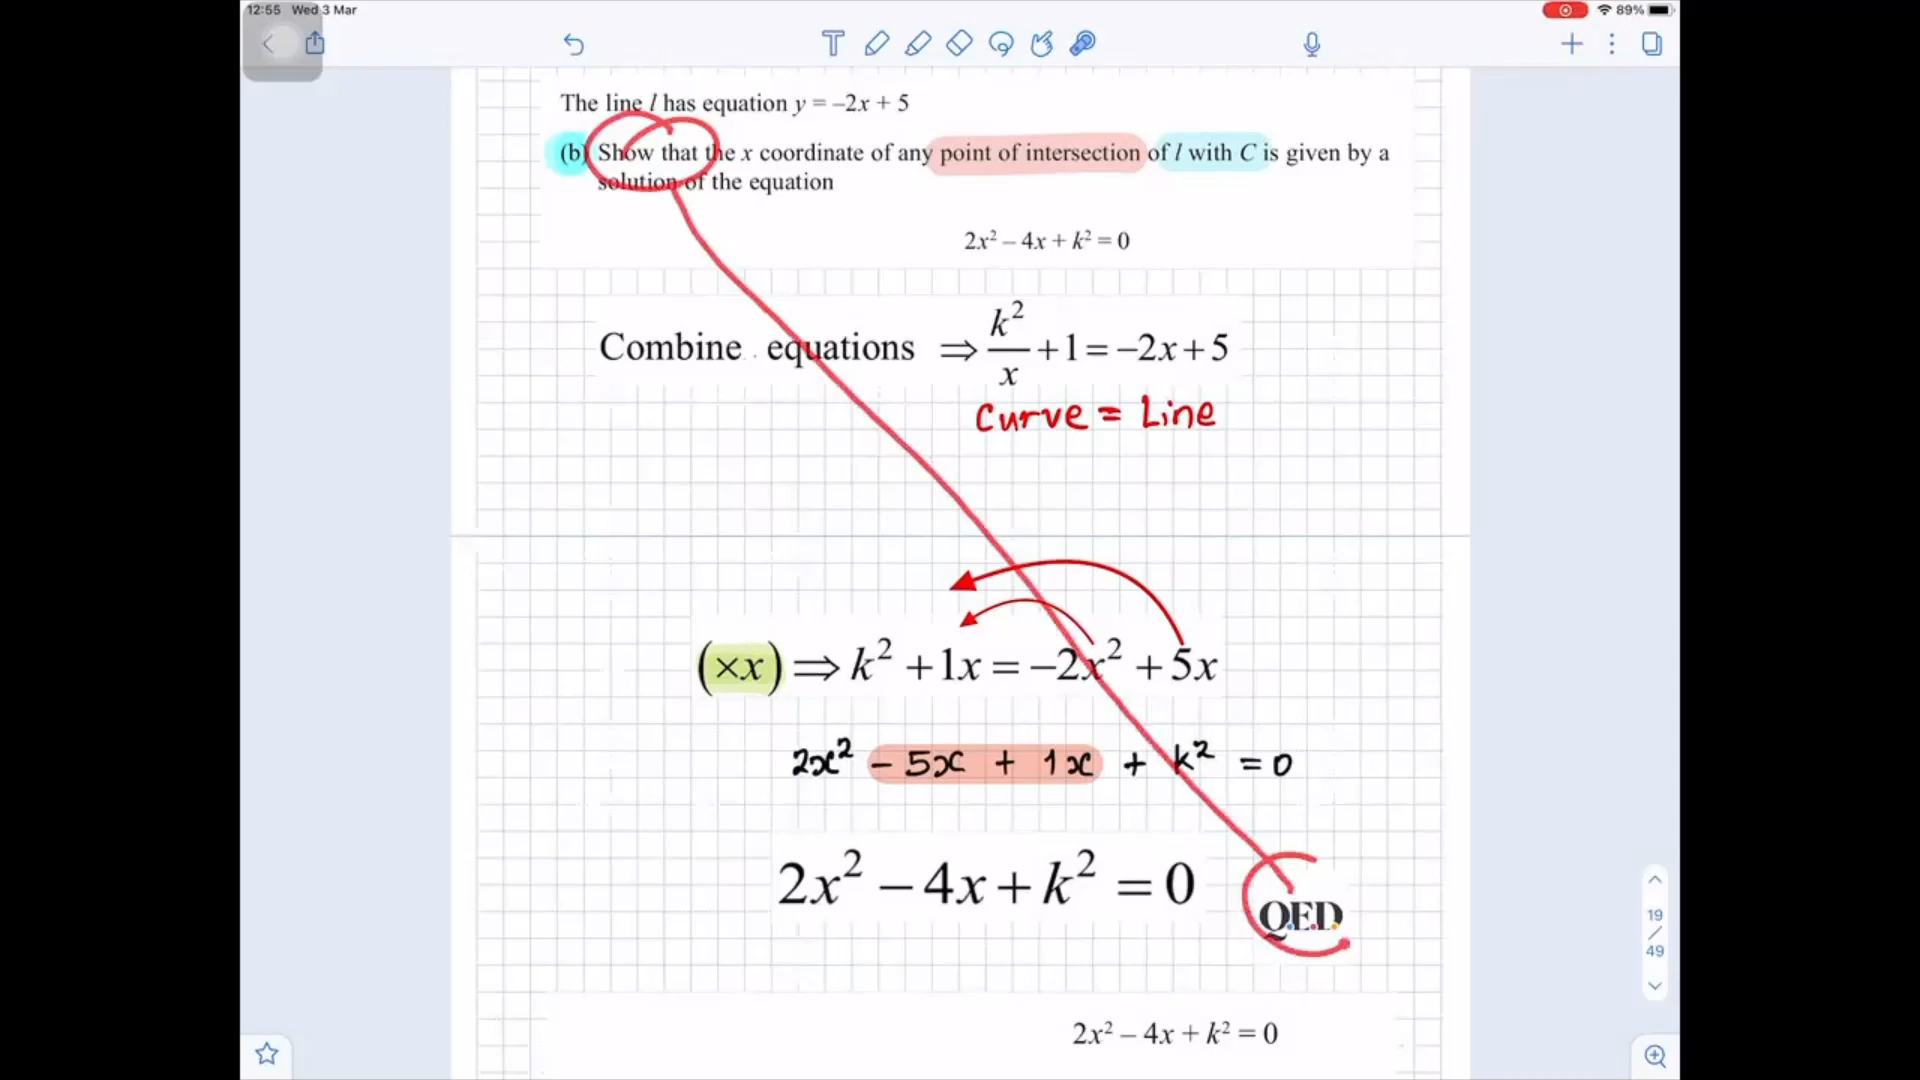 12:55 Wed 3 Mar
89%
The line l has equation y = –2x + 5
(b) Show that the x coordinate of any point of intersection of l with C is given by a
solution of the equation
2x² – 4x + k² = 0
Combine equations ⇒ k²/x + 1 = −2x + 5
Curve = Line
(×x) ⇒ k² + 1x = −2x² + 5x
2x² − 5x + 1x + k² = 0
2x² − 4x + k² = 0
Q.E.D.
19
/
49
2x² – 4x + k² = 0